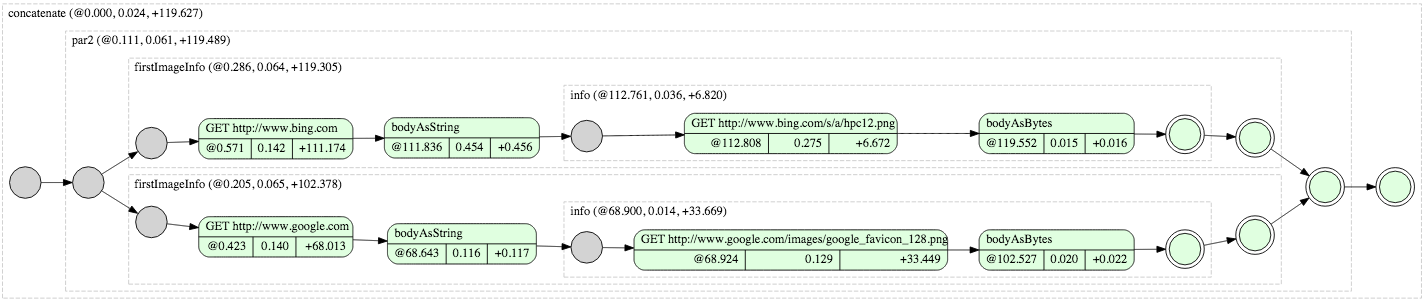 concatenate (@0.000, 0.024, +119.627)
par2 (@0.111, 0.061, +119.489)
firstImageInfo (@0.286, 0.064, +119.305)
info (@112.761, 0.036, +6.820)
GET http://www.bing.com
@0.571 0.142 +111.174
bodyAsString
@111.836 0.454 +0.456
GET http://www.bing.com/s/a/hpc12.png
@112.808 0.275 +6.672
bodyAsBytes
@119.552 0.015 +0.016
firstImageInfo (@0.205, 0.065, +102.378)
info (@68.900, 0.014, +33.669)
GET http://www.google.com
@0.423 0.140 +68.013
bodyAsString
@68.643 0.116 +0.117
GET http://www.google.com/images/google_favicon_128.png
@68.924 0.129 +33.449
bodyAsBytes
@102.527 0.020 +0.022